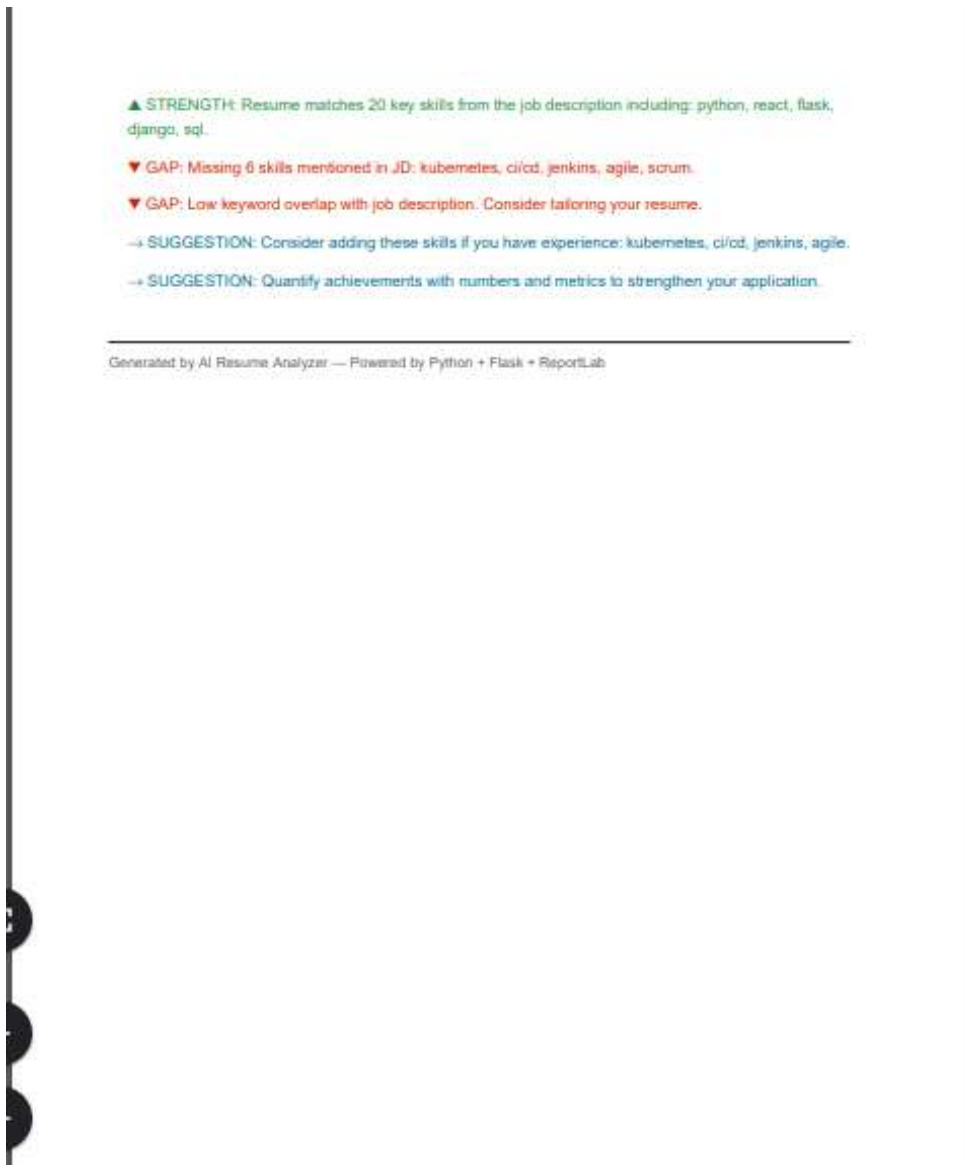 ▲ STRENGTH: Resume matches 20 key skills from the job description including: python, react, flask,
django, sql.
▼ GAP: Missing 6 skills mentioned in JD: kubernetes, ci/cd, jenkins, agile, scrum.
▼ GAP: Low keyword overlap with job description. Consider tailoring your resume.
→ SUGGESTION: Consider adding these skills if you have experience: kubernetes, ci/cd, jenkins, agile.
→ SUGGESTION: Quantify achievements with numbers and metrics to strengthen your application.
Generated by AI Resume Analyzer — Powered by Python + Flask + ReportLab